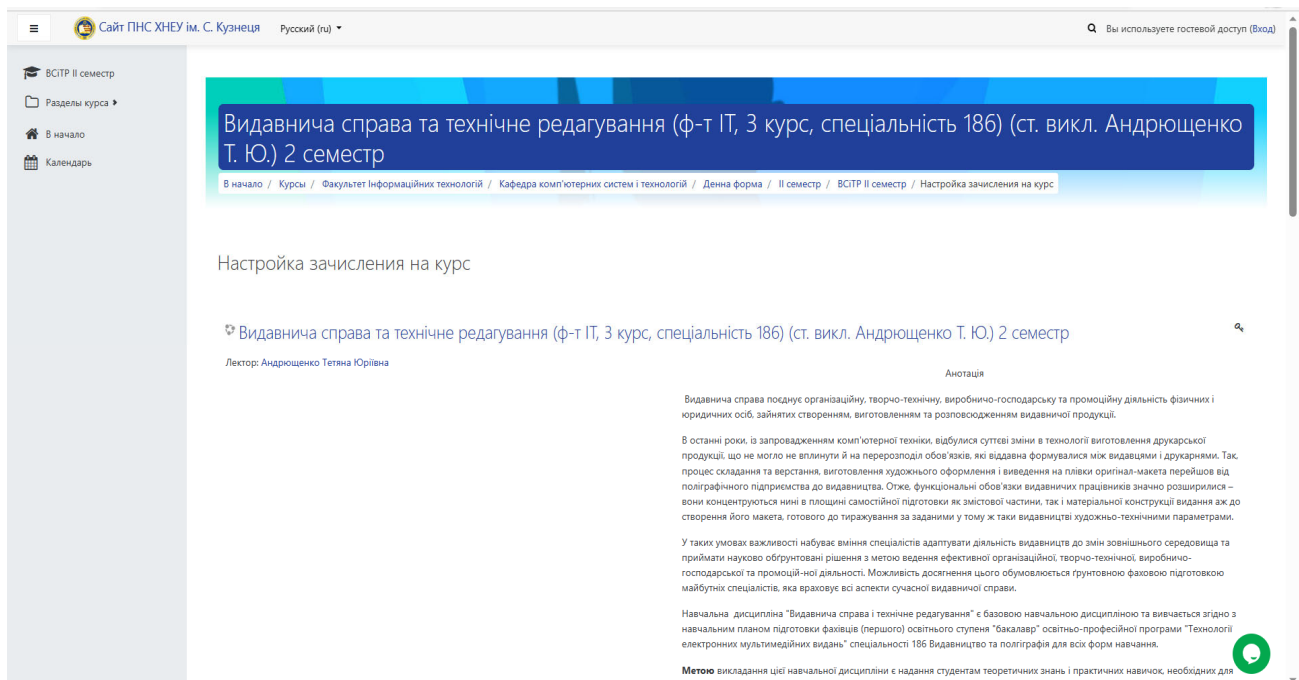 Сайт ПНС ХНЕУ ім. С. Кузнеця Русский (ru)
Вы используете гостевой доступ (Вход)
ВСіТР ІІ семестр
Разделы курса
В начало
Календарь
Видавнича справа та технічне редагування (ф-т ІТ, 3 курс, спеціальність 186) (ст. викл. Андрющенко
Т. Ю.) 2 семестр
В начало / Курсы / Факультет Інформаційних технологій / Кафедра комп'ютерних систем і технологій / Денна форма / ІІ семестр / ВСіТР ІІ семестр / Настройка зачисления на курс
Настройка зачисления на курс
Видавнича справа та технічне редагування (ф-т ІТ, 3 курс, спеціальність 186) (ст. викл. Андрющенко Т. Ю.) 2 семестр
Лектор: Андрющенко Тетяна Юріївна
Анотація
Видавнича справа поєднує організаційну, творчо-технічну, виробничо-господарську та промоційну діяльність фізичних і
юридичних осіб, зайнятих створенням, виготовленням та розповсюдженням видавничої продукції.
В останні роки, із запровадженням комп'ютерної техніки, відбулися суттєві зміни в технології виготовлення друкарської
продукції, що не могло не вплинути й на перерозподіл обов'язків, які віддавна формувалися між видавцями і друкарнями. Так,
процес складання та верстання, виготовлення художнього оформлення і виведення на плівки оригінал-макета перейшов від
поліграфічного підприємства до видавництва. Отже, функціональні обов'язки видавничих працівників значно розширилися –
вони концентруються нині в площині самостійної підготовки як змістової частини, так і матеріальної конструкції видання аж до
створення його макета, готового до тиражування за заданими у тому ж таки видавництві художньо-технічними параметрами.
У таких умовах важливості набуває вміння спеціалістів адаптувати діяльність видавництв до змін зовнішнього середовища та
приймати науково обґрунтовані рішення з метою ведення ефективної організаційної, творчо-технічної, виробничо-
господарської та промоцій-ної діяльності. Можливість досягнення цього обумовлюється ґрунтовною фаховою підготовкою
майбутніх спеціалістів, яка враховує всі аспекти сучасної видавничої справи.
Навчальна дисципліна "Видавнича справа і технічне редагування" є базовою навчальною дисципліною та вивчається згідно з
навчальним планом підготовки фахівців (першого) освітнього ступеня "бакалавр" освітньо-професійної програми "Технології
електронних мультимедійних видань" спеціальності 186 Видавництво та поліграфія для всіх форм навчання.
Метою викладання цієї навчальної дисципліни є надання студентам теоретичних знань і практичних навичок, необхідних для